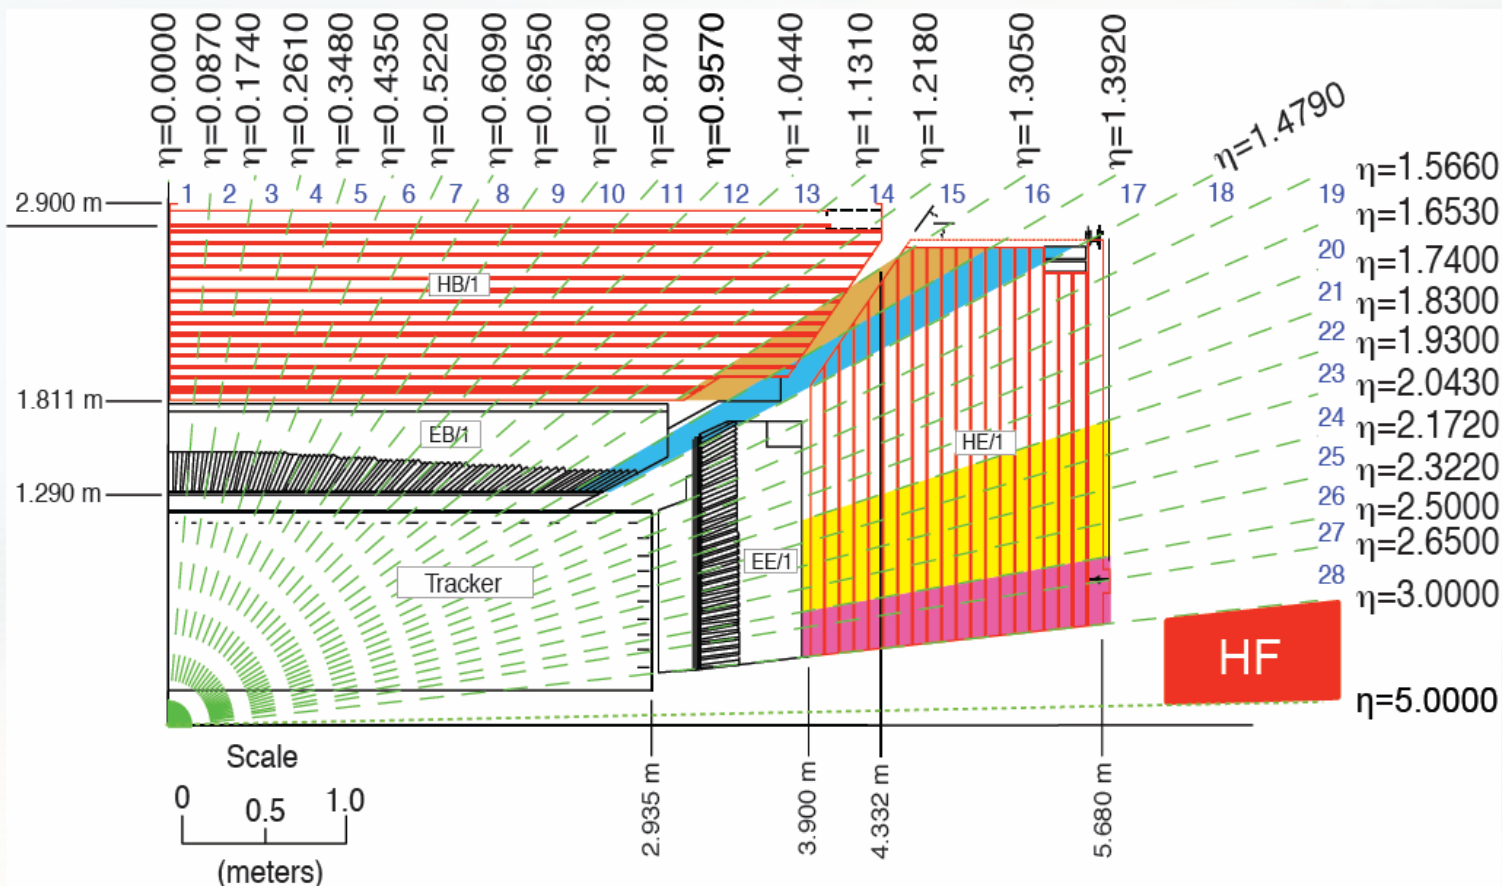 η=0.0000
η=0.0870
η=0.1740
η=0.2610
η=0.3480
η=0.4350
η=0.5220
η=0.6090
η=0.6950
η=0.7830
η=0.8700
η=0.9570
η=1.0440
η=1.1310
η=1.2180
η=1.3050
η=1.3920
η=1.4790
η=1.5660
1 2 3 4 5 6 7 8 9 10 11 12 13 14 15 16 17 18 19
2.900 m
η=1.6530
20
η=1.7400
HB/1
21
η=1.8300
22
η=1.9300
23
η=2.0430
1.811 m
24
η=2.1720
EB/1
HE/1
25
η=2.3220
1.290 m
26
η=2.5000
27
η=2.6500
EE/1
28
Tracker
η=3.0000
HF
η=5.0000
Scale
0 0.5 1.0
(meters)
2.935 m
3.900 m
4.332 m
5.680 m